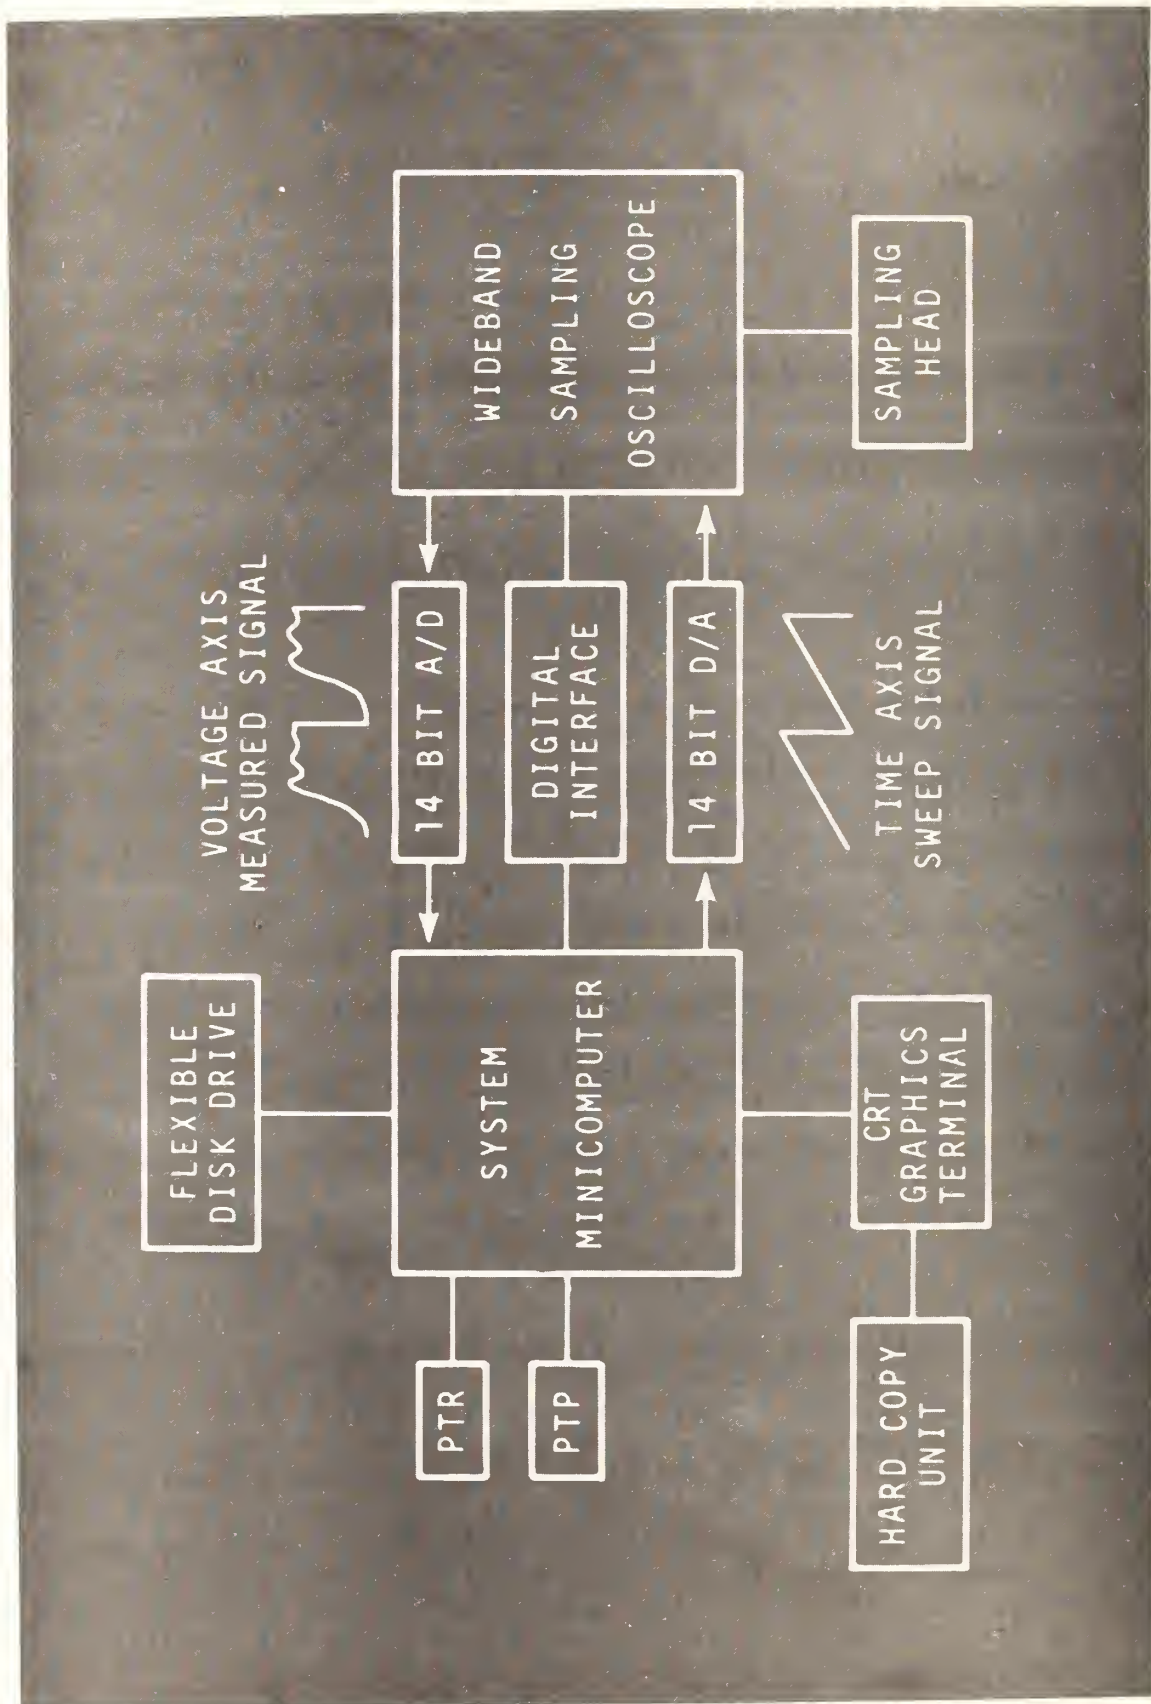 FLEXIBLE
DISK DRIVE
VOLTAGE AXIS
MEASURED SIGNAL
PTR
PTP
SYSTEM
MINICOMPUTER
14 BIT A/D
DIGITAL
INTERFACE
14 BIT D/A
WIDEBAND
SAMPLING
OSCILLOSCOPE
TIME AXIS
SWEEP SIGNAL
HARD COPY
UNIT
CRT
GRAPHICS
TERMINAL
SAMPLING
HEAD